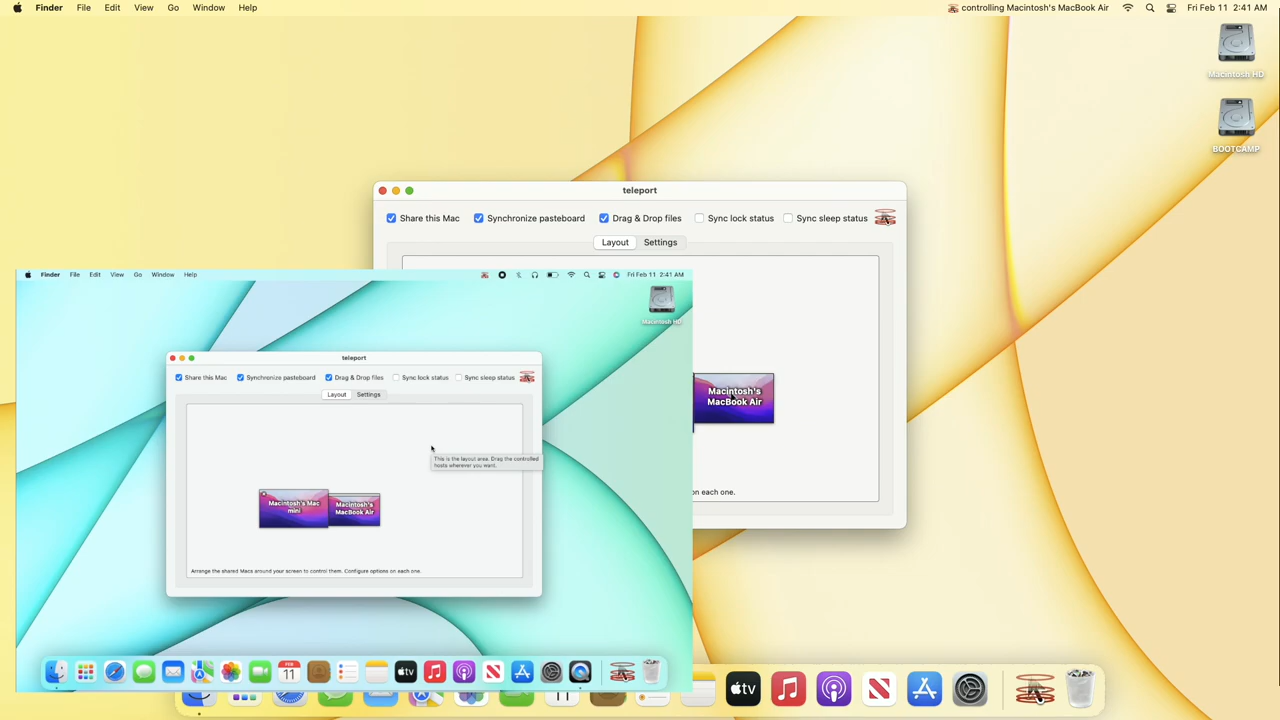 Finder File Edit View Go Window Help
controlling Macintosh's MacBook Air Fri Feb 11 2:41 AM
Macintosh HD
BOOTCAMP
teleport
Share this Mac Synchronize pasteboard Drag & Drop files Sync lock status Sync sleep status
Layout Settings
Macintosh's
MacBook Air
on each one.
Finder File Edit View Go Window Help
Fri Feb 11 2:41 AM
Macintosh HD
teleport
Share this Mac Synchronize pasteboard Drag & Drop files Sync lock status Sync sleep status
Layout Settings
This is the layout area. Drag the controlled
hosts wherever you want.
Macintosh's Mac
mini
Macintosh's
MacBook Air
Arrange the shared Macs around your screen to control them. Configure options on each one.
FEB
11
tv
tv